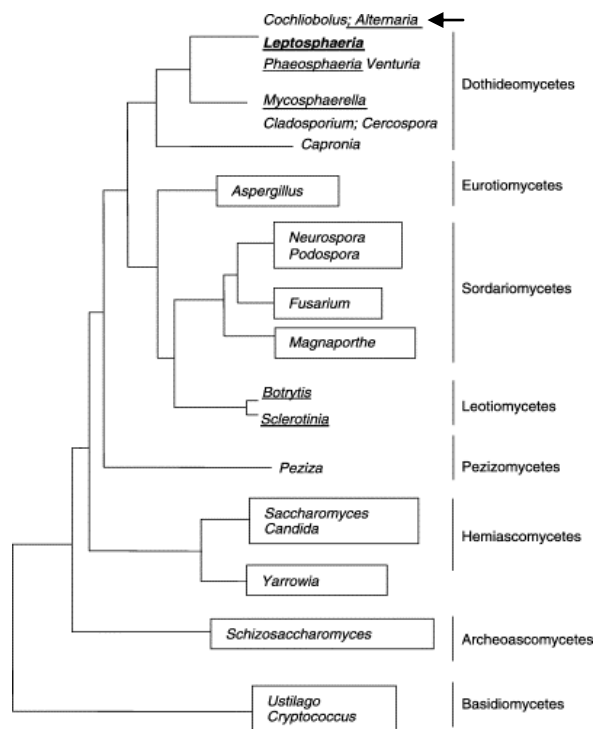 Cochliobolus; Alternaria
Leptosphaeria
Phaeosphaeria Venturia
Mycosphaerella
Cladosporium; Cercospora
Capronia
Dothideomycetes
Aspergillus
Eurotiomycetes
Neurospora
Podospora
Fusarium
Magnaporthe
Sordariomycetes
Botrytis
Sclerotinia
Leotiomycetes
Peziza
Pezizomycetes
Saccharomyces
Candida
Yarrowia
Hemiascomycetes
Schizosaccharomyces
Archeoascomycetes
Ustilago
Cryptococcus
Basidiomycetes